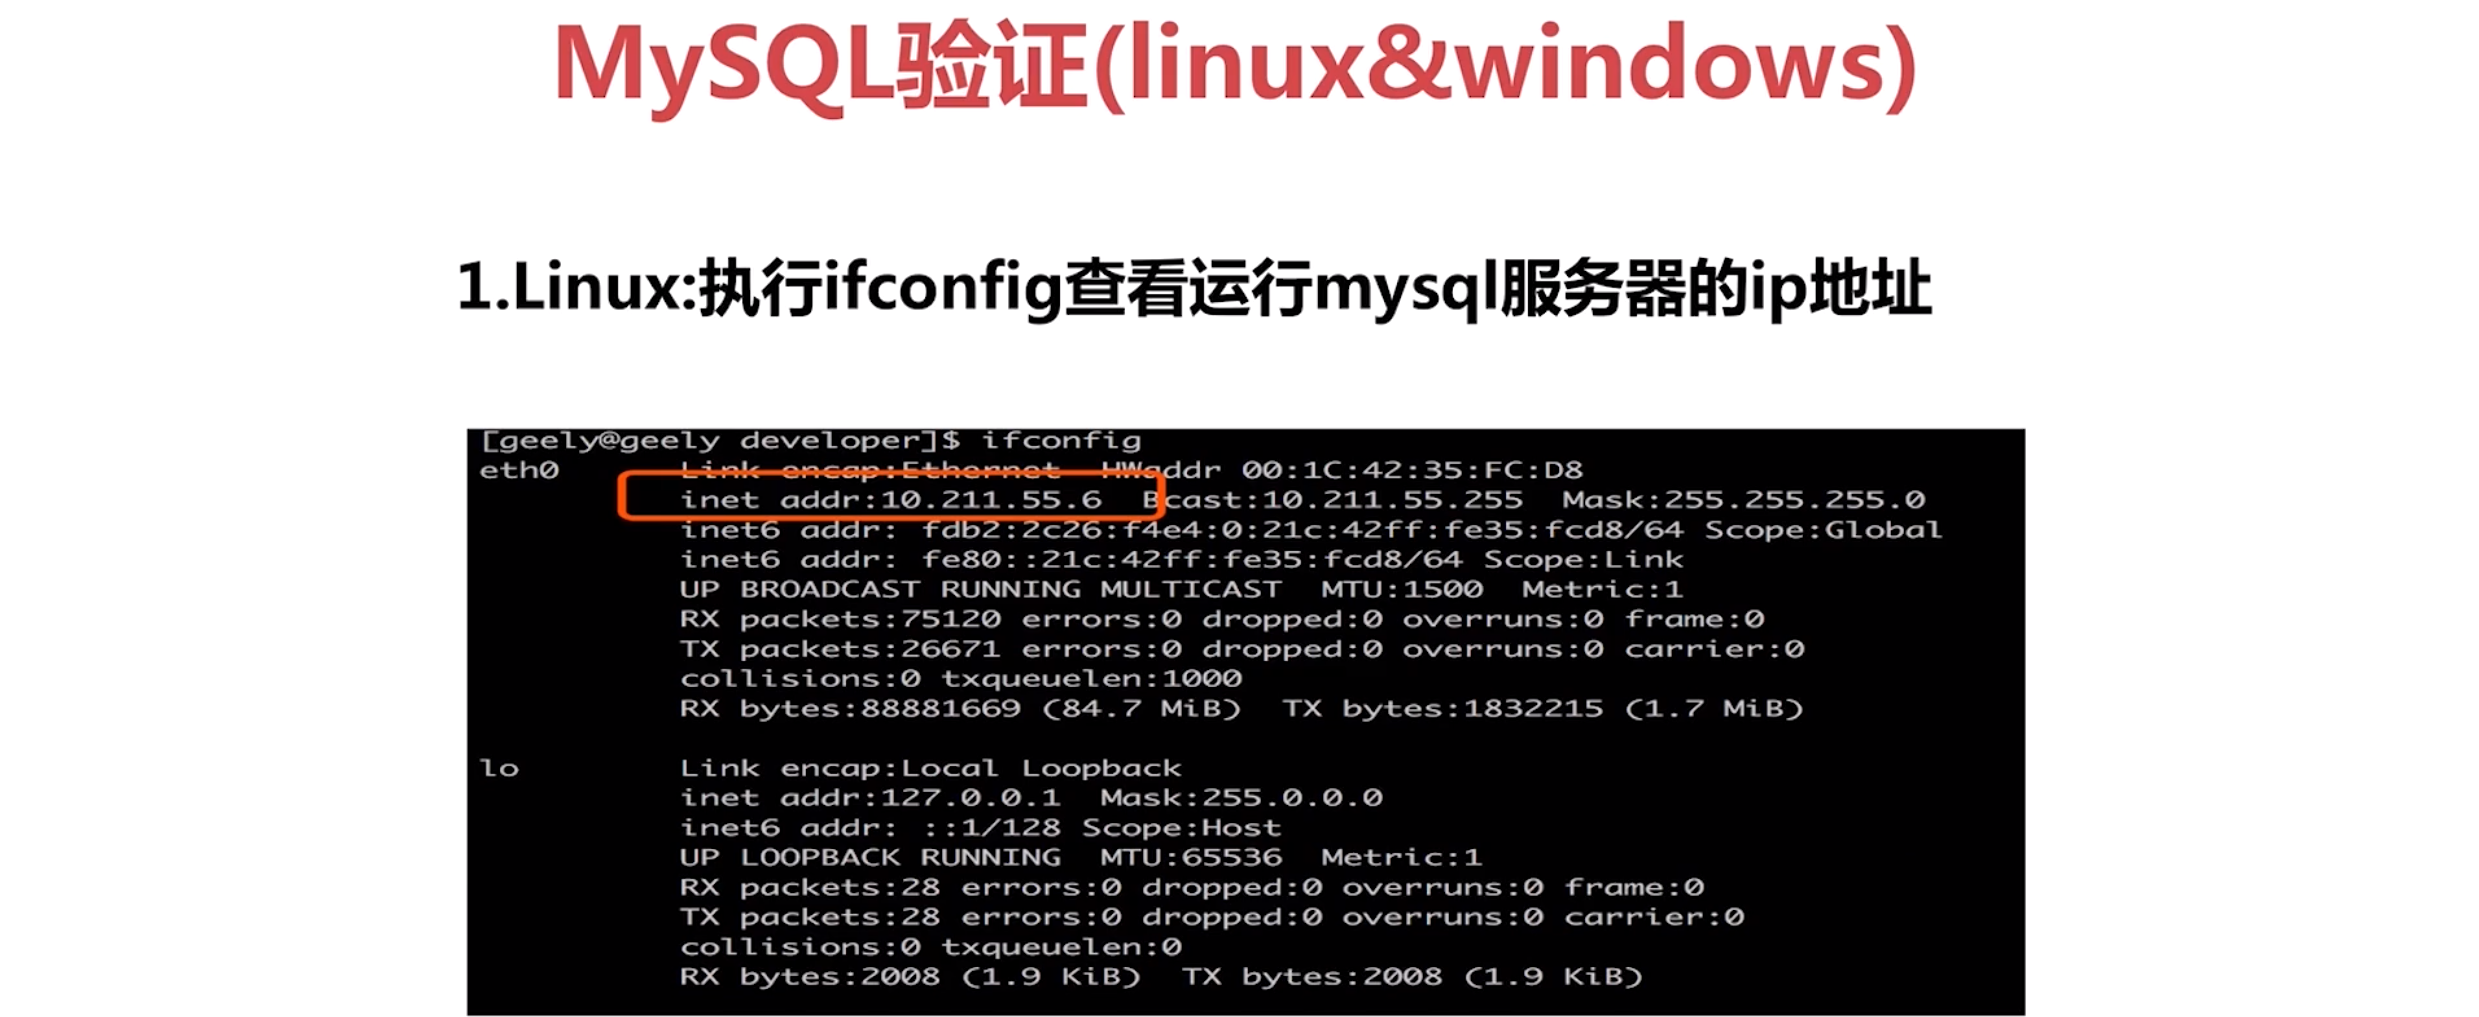 MySQL验证(linux&windows)
1.Linux:执行ifconfig查看运行mysql服务器的ip地址
[geely@geely developer]$ ifconfig
eth0 Link encap:Ethernet HWaddr 00:1C:42:35:FC:D8
inet addr:10.211.55.6 Bcast:10.211.55.255 Mask:255.255.255.0
inet6 addr: fdb2:2c26:f4e4:0:21c:42ff:fe35:fcd8/64 Scope:Global
inet6 addr: fe80::21c:42ff:fe35:fcd8/64 Scope:Link
UP BROADCAST RUNNING MULTICAST MTU:1500 Metric:1
RX packets:75120 errors:0 dropped:0 overruns:0 frame:0
TX packets:26671 errors:0 dropped:0 overruns:0 carrier:0
collisions:0 txqueuelen:1000
RX bytes:88881669 (84.7 MiB) TX bytes:1832215 (1.7 MiB)
lo Link encap:Local Loopback
inet addr:127.0.0.1 Mask:255.0.0.0
inet6 addr: ::1/128 Scope:Host
UP LOOPBACK RUNNING MTU:65536 Metric:1
RX packets:28 errors:0 dropped:0 overruns:0 frame:0
TX packets:28 errors:0 dropped:0 overruns:0 carrier:0
collisions:0 txqueuelen:0
RX bytes:2008 (1.9 KiB) TX bytes:2008 (1.9 KiB)